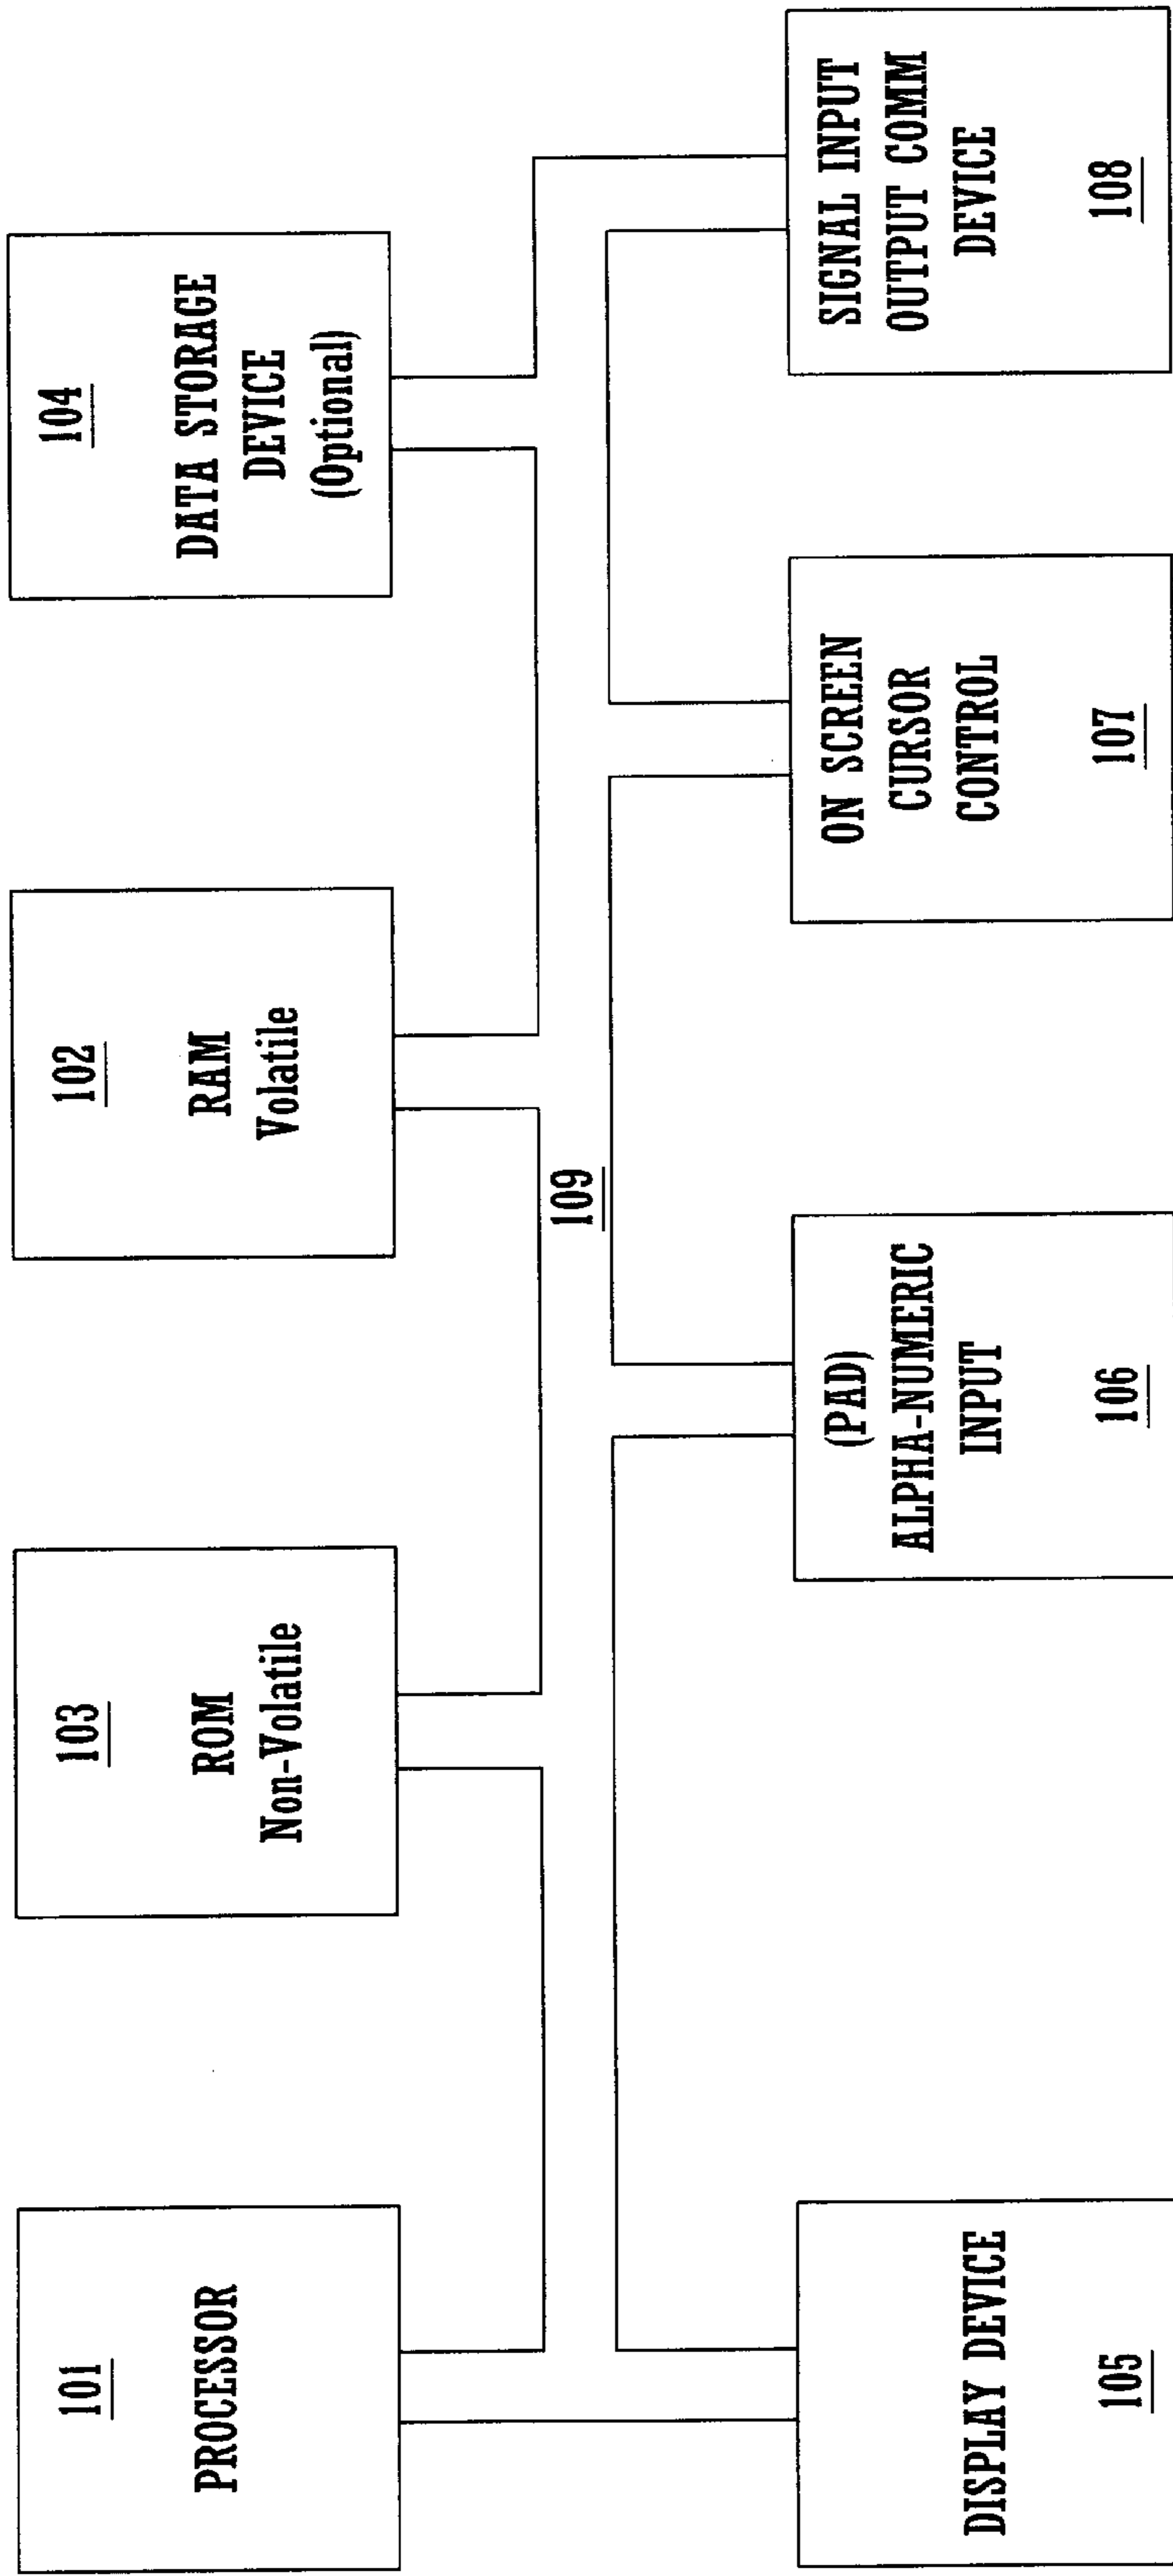 101
PROCESSOR
103
ROM
Non-Volatile
102
RAM
Volatile
104
DATA STORAGE
DEVICE
(Optional)
109
DISPLAY DEVICE
105
(PAD)
ALPHA-NUMERIC
INPUT
106
ON SCREEN
CURSOR
CONTROL
107
SIGNAL INPUT
OUTPUT COMM
DEVICE
108